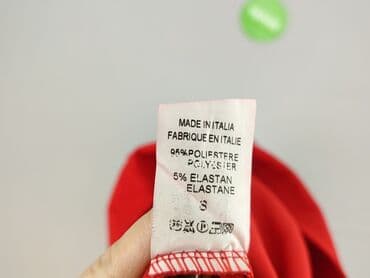 MADE IN ITALIA
FABRIQUE EN ITALIE
95%POLIESTERE
POLYESTER
5% ELASTAN
ELASTANE
S